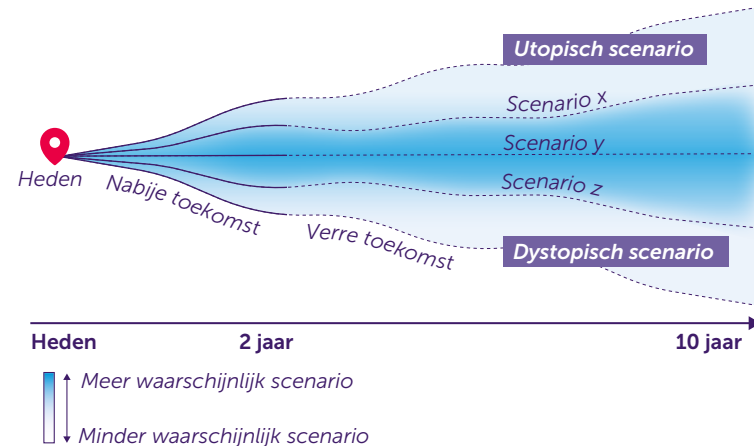 Utopisch scenario
Scenario x
Scenario y
Heden
Nabije toekomst
Scenario z
Verre toekomst
Dystopisch scenario
Heden
2 jaar
10 jaar
Meer waarschijnlijk scenario
Minder waarschijnlijk scenario